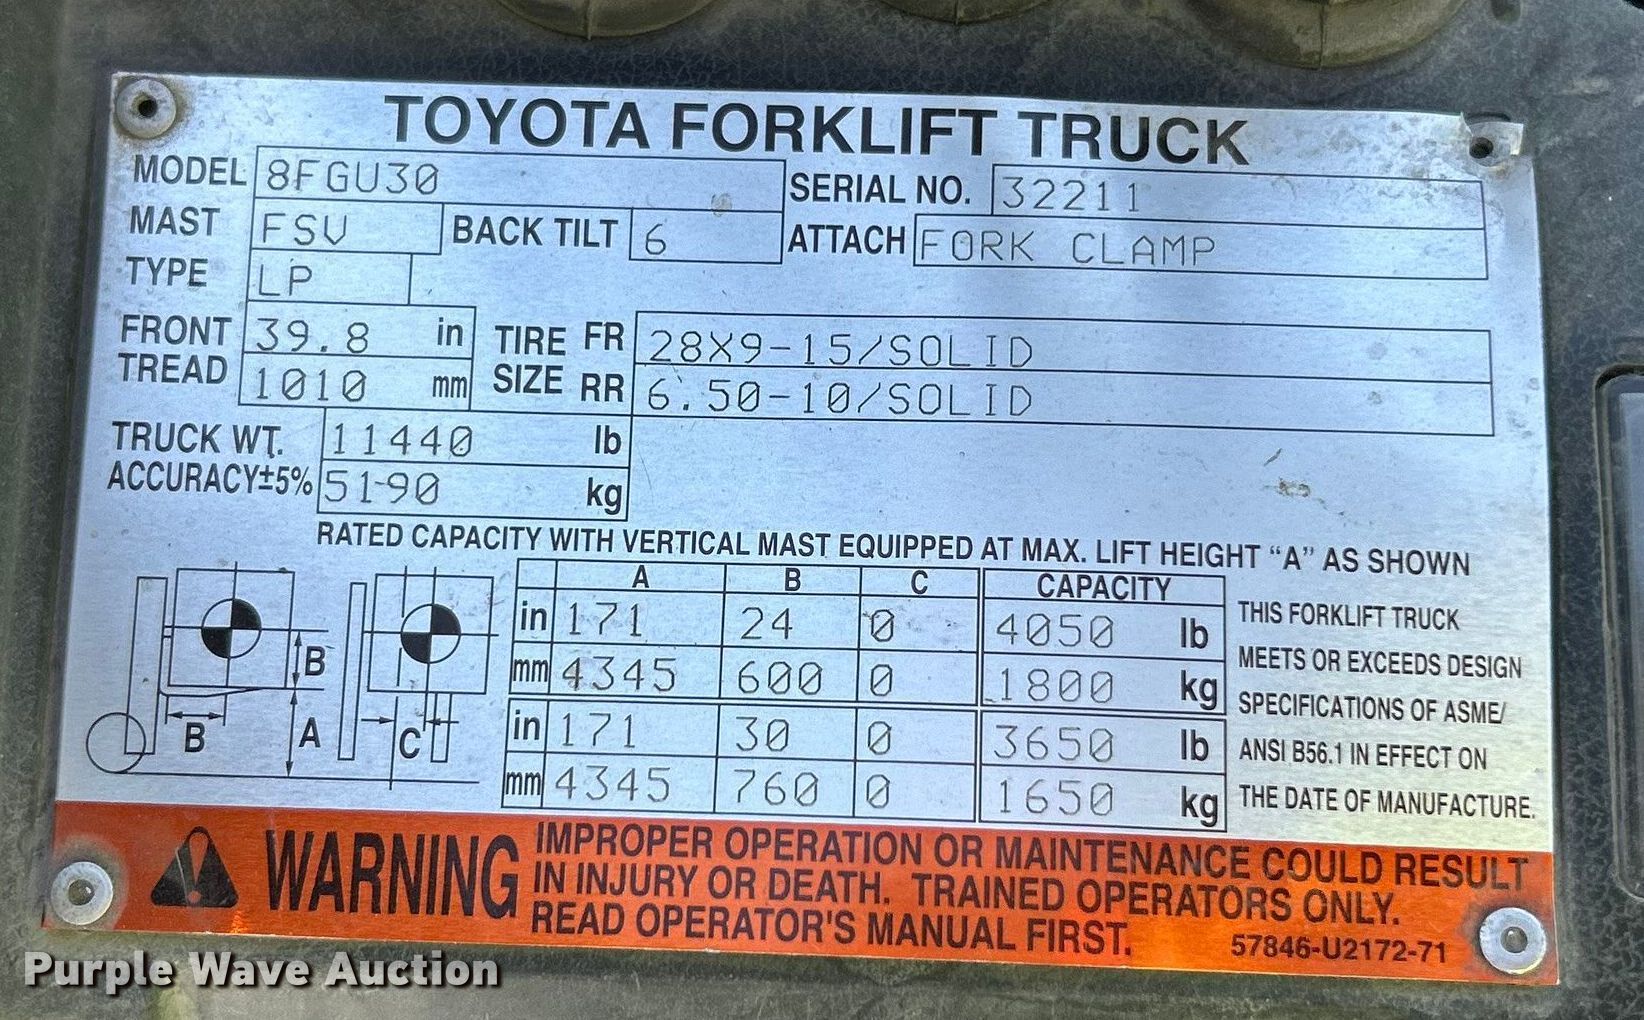 TOYOTA FORKLIFT TRUCK
MODEL 8FGU30 SERIAL NO. 32211
MAST FSV BACK TILT 6 ATTACH FORK CLAMP
TYPE LP
FRONT TREAD 39.8 in TIRE SIZE FR 28X9-15/SOLID
1010 mm RR 6.50-10/SOLID
TRUCK WT. 11440 lb
ACCURACY±5% 5190 kg
RATED CAPACITY WITH VERTICAL MAST EQUIPPED AT MAX. LIFT HEIGHT "A" AS SHOWN
A B C CAPACITY
in 171 24 0 4050 lb
mm 4345 600 0 1800 kg
in 171 30 0 3650 lb
mm 4345 760 0 1650 kg
B
B A C
THIS FORKLIFT TRUCK
MEETS OR EXCEEDS DESIGN
SPECIFICATIONS OF ASME/
ANSI B56.1 IN EFFECT ON
THE DATE OF MANUFACTURE.
WARNING
IMPROPER OPERATION OR MAINTENANCE COULD RESULT
IN INJURY OR DEATH. TRAINED OPERATORS ONLY.
READ OPERATOR'S MANUAL FIRST.
57846-U2172-71
Purple Wave Auction